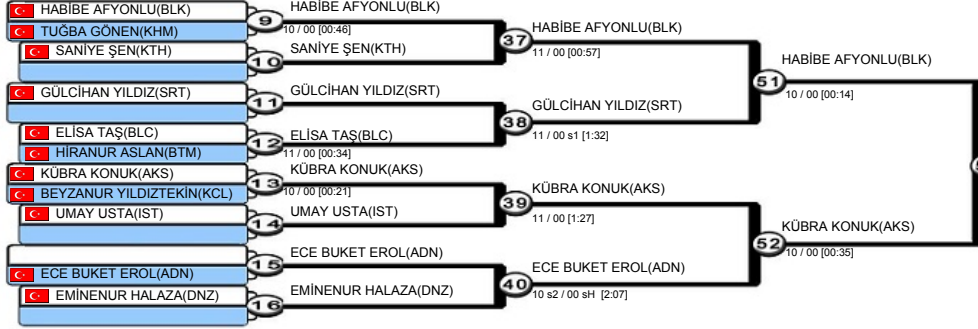 HABİBE AFYONLU(BLK)
TUĞBA GÖNEN(KHM)
SANİYE ŞEN(KTH)
GÜLCİHAN YILDIZ(SRT)
ELİSA TAŞ(BLC)
HİRANUR ASLAN(BTM)
KÜBRA KONUK(AKS)
BEYZANUR YILDIZTEKİN(KCL)
UMAY USTA(IST)
ECE BUKET EROL(ADN)
EMİNENUR HALAZA(DNZ)
9
HABİBE AFYONLU(BLK)
10 / 00 [00:46]
10
SANİYE ŞEN(KTH)
11
GÜLCİHAN YILDIZ(SRT)
12
ELİSA TAŞ(BLC)
11 / 00 [00:34]
13
KÜBRA KONUK(AKS)
10 / 00 [00:21]
14
UMAY USTA(IST)
15
ECE BUKET EROL(ADN)
16
EMİNENUR HALAZA(DNZ)
37
HABİBE AFYONLU(BLK)
11 / 00 [00:57]
38
GÜLCİHAN YILDIZ(SRT)
11 / 00 s1 [1:32]
39
KÜBRA KONUK(AKS)
11 / 00 [1:27]
40
ECE BUKET EROL(ADN)
10 s2 / 00 sH [2:07]
51
HABİBE AFYONLU(BLK)
10 / 00 [00:14]
52
KÜBRA KONUK(AKS)
10 / 00 [00:35]